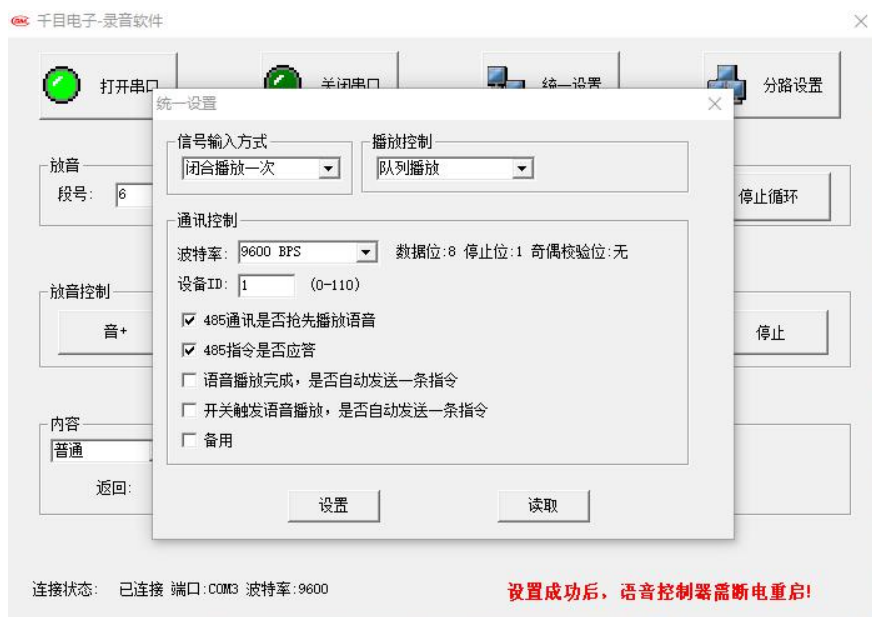 千目电子-录音软件
打开串口 关闭串口 统一设置 分路设置
统一设置
信号输入方式 播放控制
闭合播放一次 队列播放
放音
段号: 6 停止循环
通讯控制
波特率: 9600 BPS 数据位:8 停止位:1 奇偶校验位:无
设备ID: 1 (0-110)
放音控制
485通讯是否抢先播放语音
音+ 停止
485指令是否应答
语音播放完成，是否自动发送一条指令
开关触发语音播放，是否自动发送一条指令
内容
备用
普通
返回:
设置 读取
连接状态: 已连接 端口:COM3 波特率:9600 设置成功后，语音控制器需断电重启!